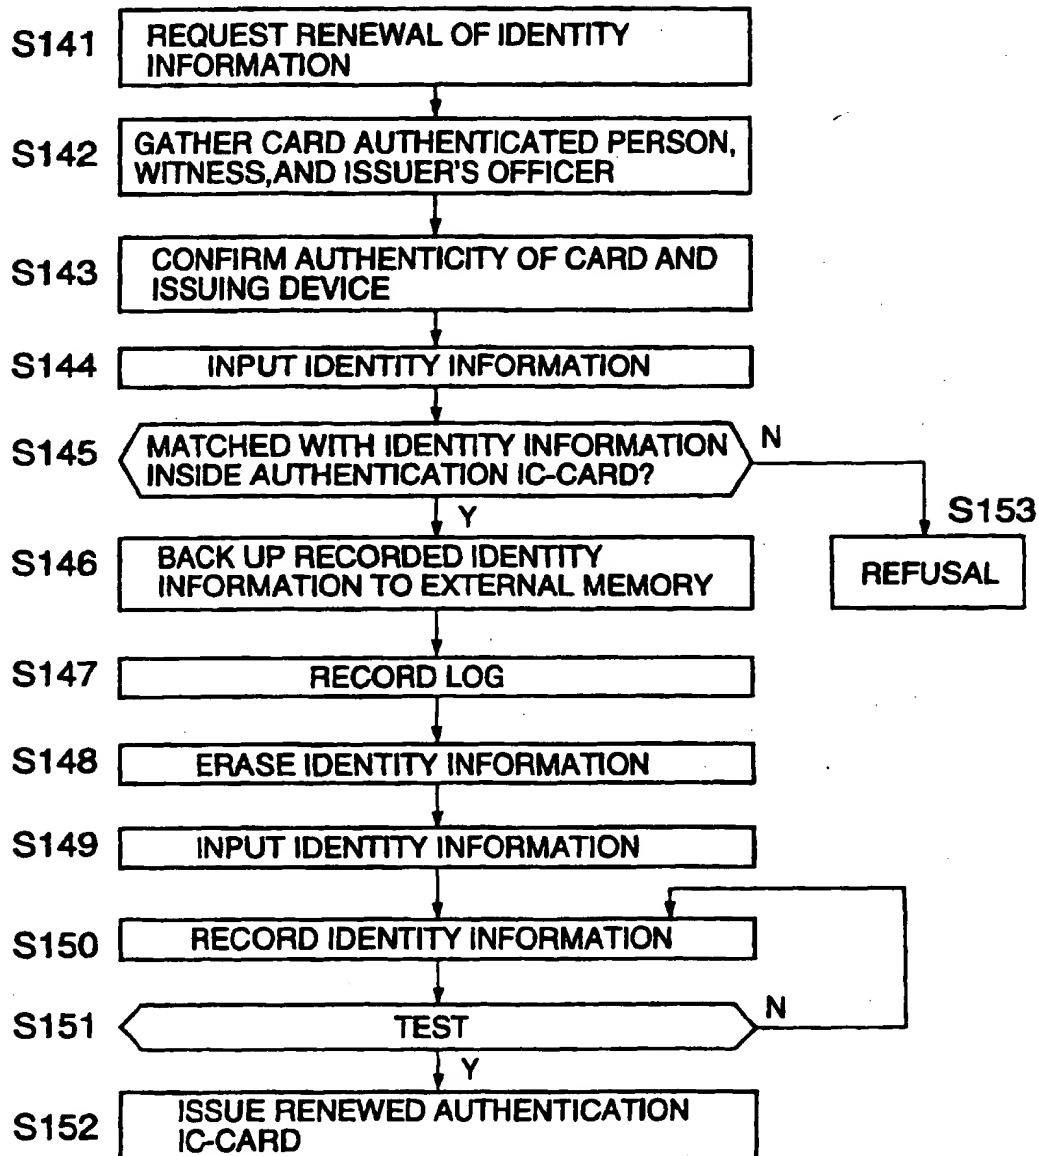 S141
REQUEST RENEWAL OF IDENTITY
INFORMATION
S142
GATHER CARD AUTHENTICATED PERSON,
WITNESS,AND ISSUER'S OFFICER
S143
CONFIRM AUTHENTICITY OF CARD AND
ISSUING DEVICE
S144
INPUT IDENTITY INFORMATION
S145
MATCHED WITH IDENTITY INFORMATION
INSIDE AUTHENTICATION IC-CARD?
N
Y
S153
REFUSAL
S146
BACK UP RECORDED IDENTITY
INFORMATION TO EXTERNAL MEMORY
S147
RECORD LOG
S148
ERASE IDENTITY INFORMATION
S149
INPUT IDENTITY INFORMATION
S150
RECORD IDENTITY INFORMATION
S151
TEST
N
Y
S152
ISSUE RENEWED AUTHENTICATION
IC-CARD